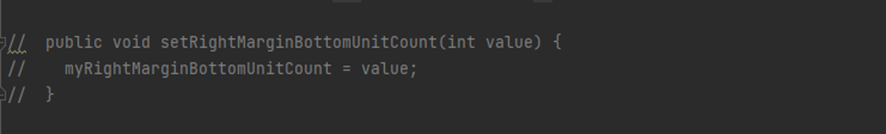 //  public void setRightMarginBottomUnitCount(int value) {
//    myRightMarginBottomUnitCount = value;
//  }